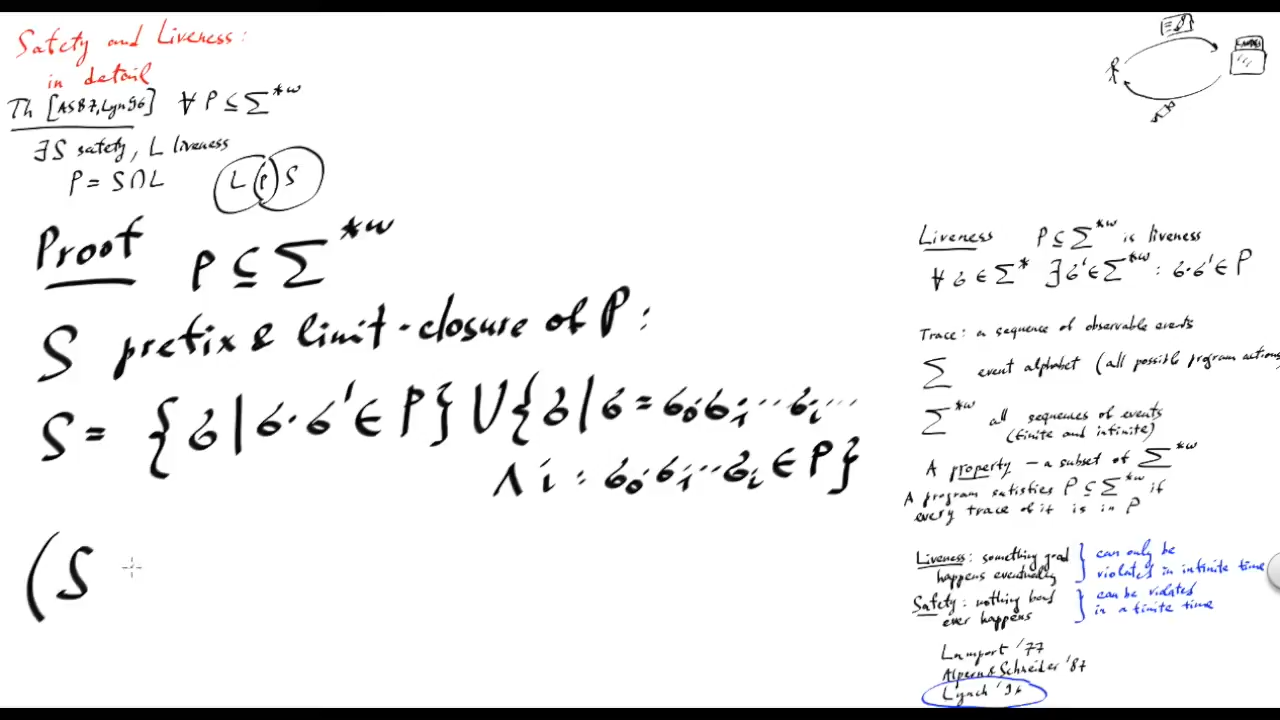 Safety and Liveness:
in detail
Th [AS87, Lyn96] ∀ P ⊆ Σ*ω
∃ S safety, L liveness
P = S ∩ L
L P S
Proof P ⊆ Σ*ω
S prefix & limit-closure of P:
S = {σ | σ·σ' ∈ P} ∪ {σ | σ = σ₀σ₁...σᵢ...
∧ i : σ₀·σ₁...σᵢ ∈ P}
(S
Liveness P ⊆ Σ*ω is liveness
∀ σ ∈ Σ* ∃ σ' ∈ Σ*ω : σ·σ' ∈ P
Trace: a sequence of observable events
Σ event alphabet (all possible program actions
Σ*ω all sequences of events
(finite and infinite)
A property – a subset of Σ*ω
A program satisfies P ⊆ Σ*ω if
every trace of it is in P
Liveness: something good } can only be
happens eventually violated in infinite time
Safety: nothing bad } can be violated
ever happens in a finite time
Lamport '77
Alpern & Schneider '87
Lynch '96